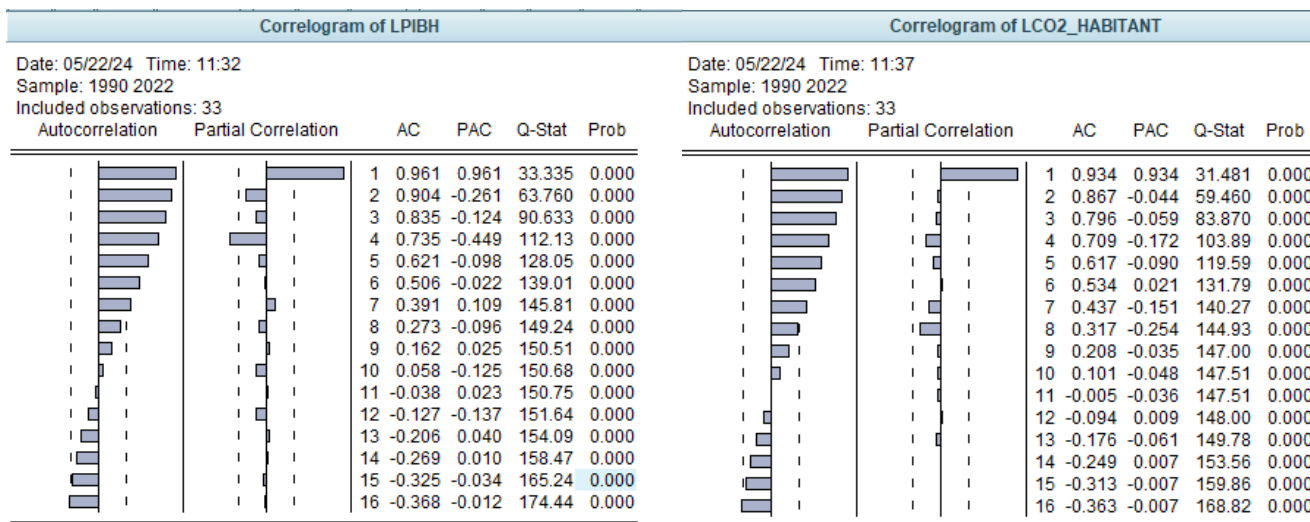 Correlogram of LPIBH
Date: 05/22/24 Time: 11:32
Sample: 1990 2022
Included observations: 33
Autocorrelation Partial Correlation AC PAC Q-Stat Prob
1 0.961 0.961 33.335 0.000
2 0.904 -0.261 63.760 0.000
3 0.835 -0.124 90.633 0.000
4 0.735 -0.449 112.13 0.000
5 0.621 -0.098 128.05 0.000
6 0.506 -0.022 139.01 0.000
7 0.391 0.109 145.81 0.000
8 0.273 -0.096 149.24 0.000
9 0.162 0.025 150.51 0.000
10 0.058 -0.125 150.68 0.000
11 -0.038 0.023 150.75 0.000
12 -0.127 -0.137 151.64 0.000
13 -0.206 0.040 154.09 0.000
14 -0.269 0.010 158.47 0.000
15 -0.325 -0.034 165.24 0.000
16 -0.368 -0.012 174.44 0.000
Correlogram of LCO2_HABITANT
Date: 05/22/24 Time: 11:37
Sample: 1990 2022
Included observations: 33
Autocorrelation Partial Correlation AC PAC Q-Stat Prob
1 0.934 0.934 31.481 0.000
2 0.867 -0.044 59.460 0.000
3 0.796 -0.059 83.870 0.000
4 0.709 -0.172 103.89 0.000
5 0.617 -0.090 119.59 0.000
6 0.534 0.021 131.79 0.000
7 0.437 -0.151 140.27 0.000
8 0.317 -0.254 144.93 0.000
9 0.208 -0.035 147.00 0.000
10 0.101 -0.048 147.51 0.000
11 -0.005 -0.036 147.51 0.000
12 -0.094 0.009 148.00 0.000
13 -0.176 -0.061 149.78 0.000
14 -0.249 0.007 153.56 0.000
15 -0.313 -0.007 159.86 0.000
16 -0.363 -0.007 168.82 0.000